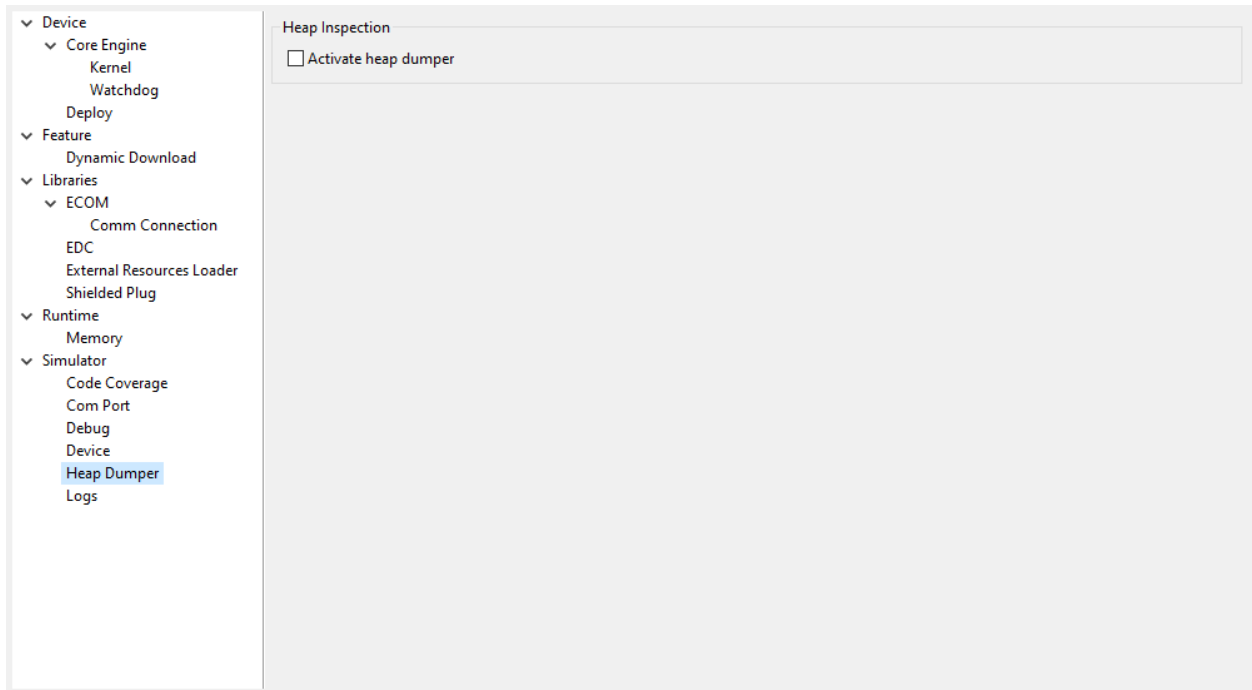 Device
Core Engine
Kernel
Watchdog
Deploy
Feature
Dynamic Download
Libraries
ECOM
Comm Connection
EDC
External Resources Loader
Shielded Plug
Runtime
Memory
Simulator
Code Coverage
Com Port
Debug
Device
Heap Dumper
Logs
Heap Inspection
Activate heap dumper